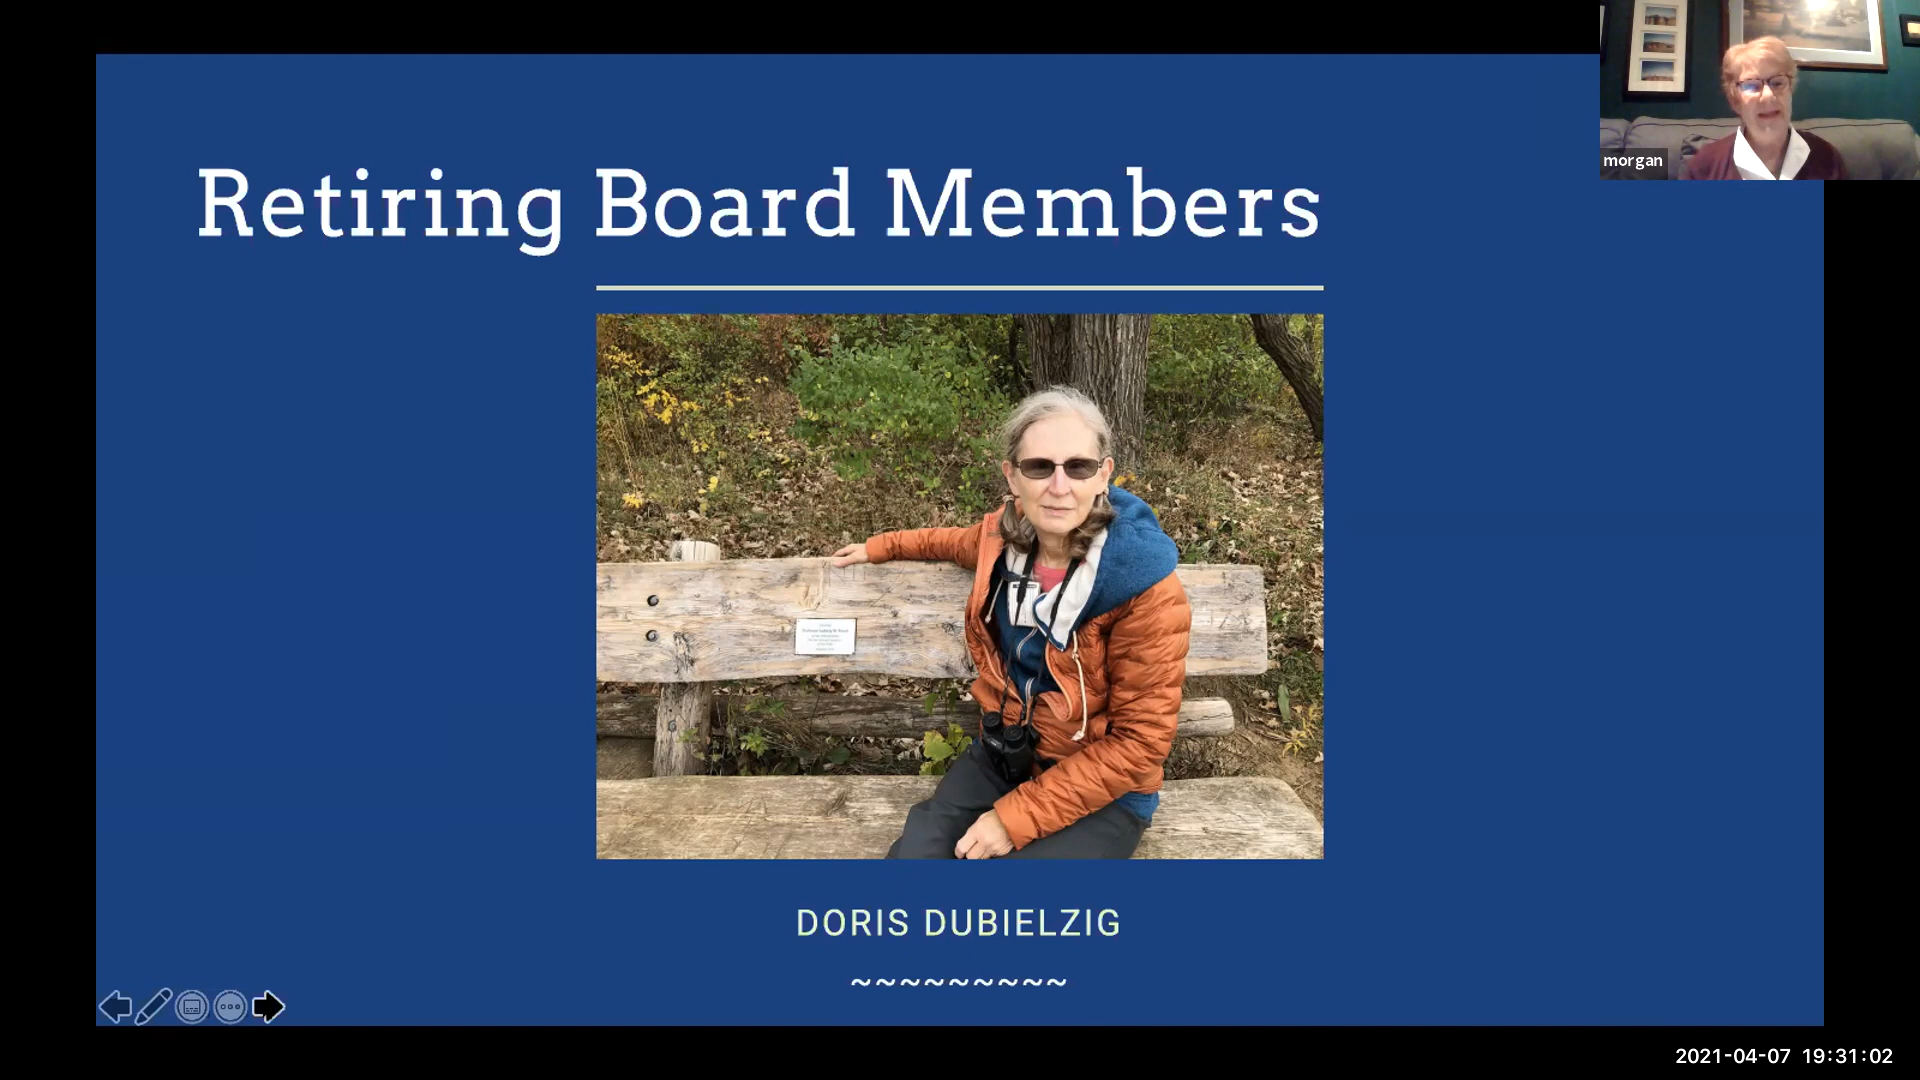 morgan
Retiring Board Members
DORIS DUBIELZIG
~~~~~~~~~
2021-04-07 19:31:02